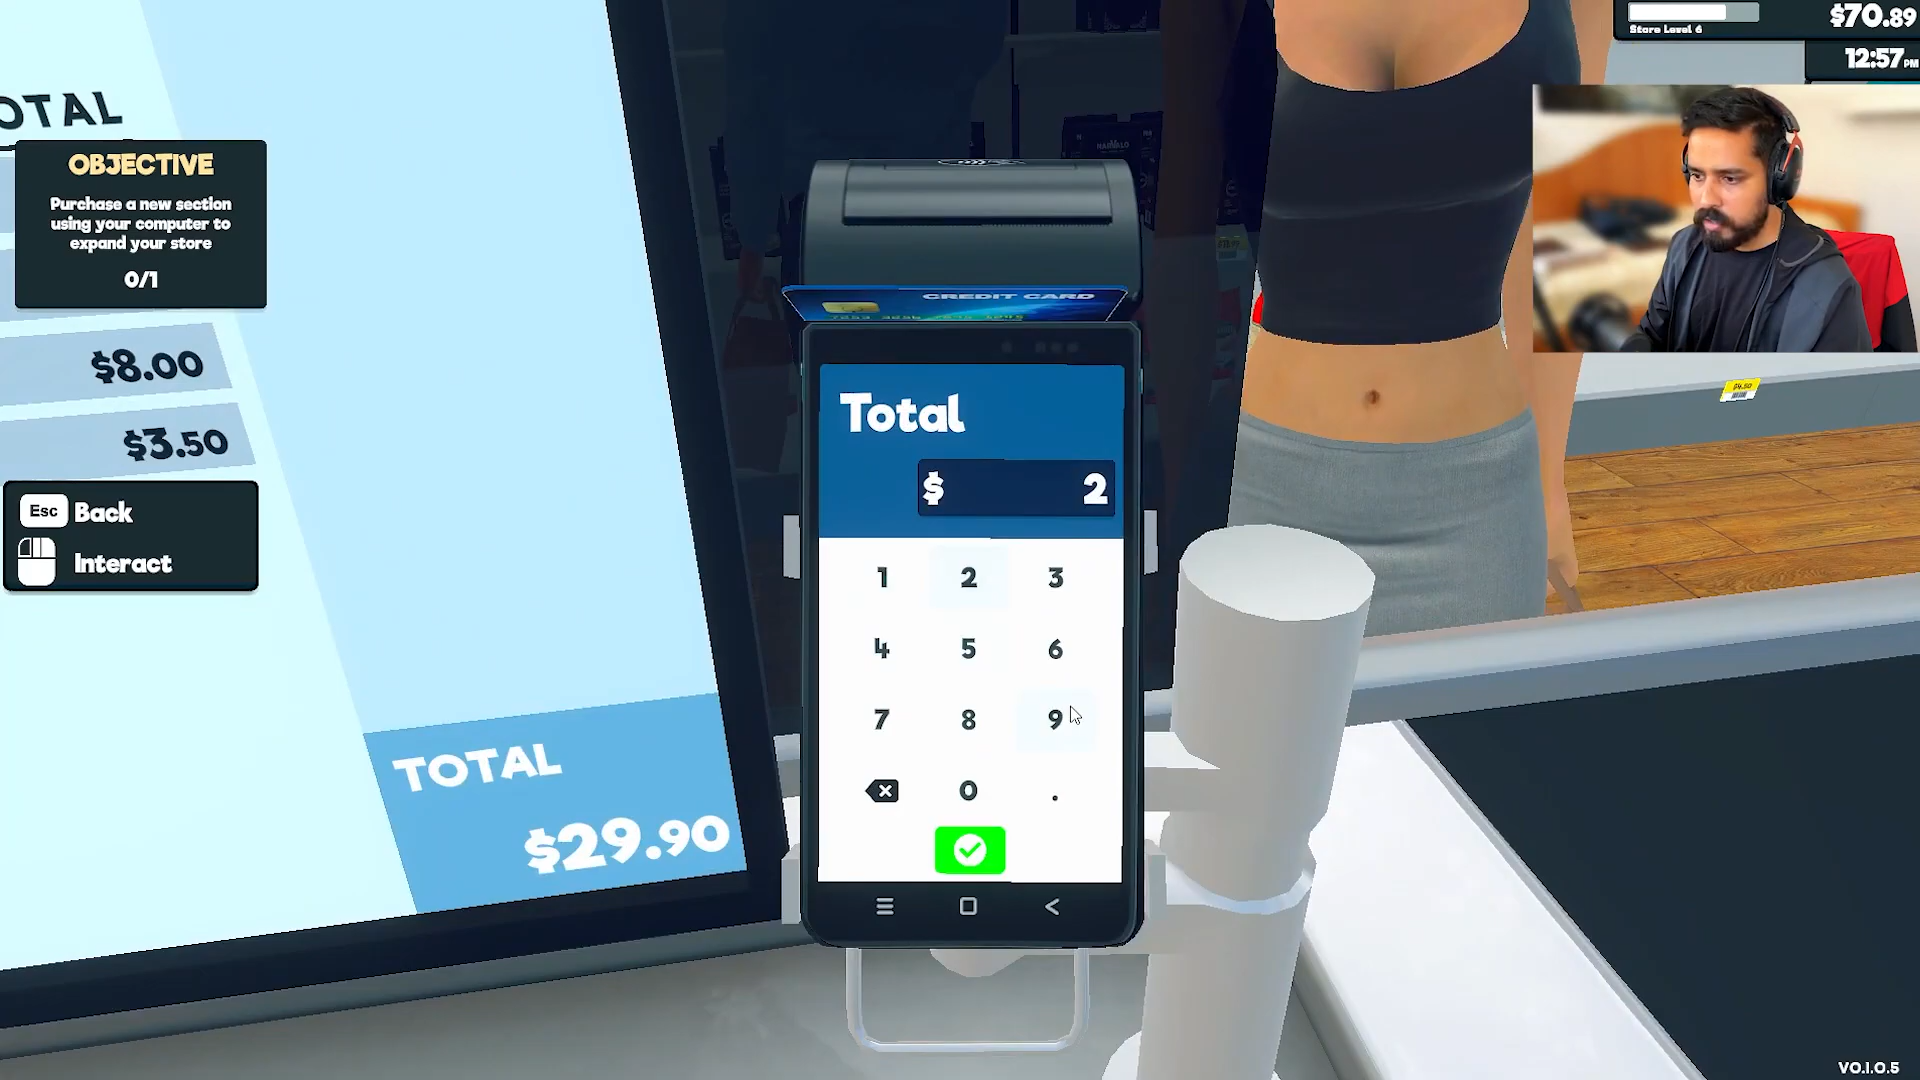 $70.89
Store Level 6
12:57 PM
OTAL
OBJECTIVE
Purchase a new section
using your computer to
expand your store
0/1
$8.00
$3.50
Esc Back
Interact
TOTAL
$29.90
CREDIT CARD
Total
$ 2
1 2 3
4 5 6
7 8 9
0 .
$4.50
V0.1.0.5